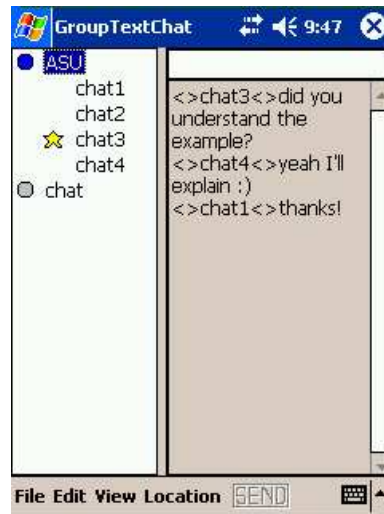 GroupTextChat 9:47
ASU
chat1
chat2
chat3
chat4
chat
<>chat3<>did you
understand the
example?
<>chat4<>yeah I'll
explain :)
<>chat1<>thanks!
File Edit View Location SEND